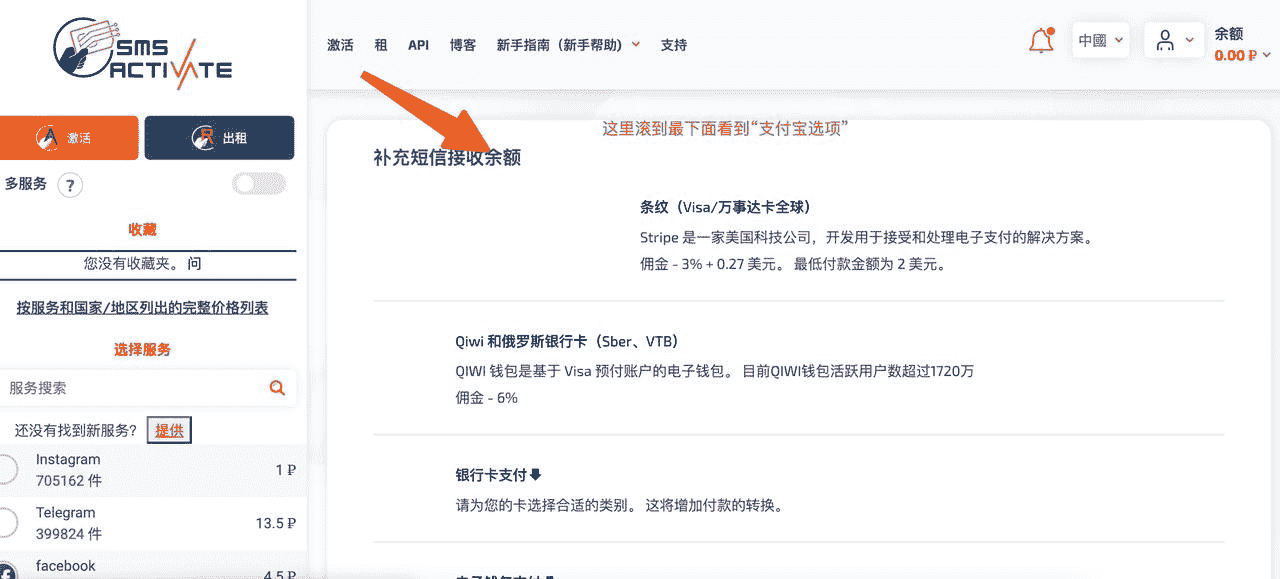 SMS
ACTIVATE
激活 租 API 博客 新手指南（新手帮助） 支持
中國
余额
0.00 ₽
激活
出租
多服务 ?
收藏
您没有收藏夹。 问
按服务和国家/地区列出的完整价格列表
选择服务
服务搜索
还没有找到新服务? 提供
Instagram
705162 件
1 ₽
Telegram
399824 件
13.5 ₽
facebook
4.5 ₽
这里滚到最下面看到“支付宝选项”
补充短信接收余额
条纹（Visa/万事达卡全球）
Stripe 是一家美国科技公司，开发用于接受和处理电子支付的解决方案。
佣金 - 3% + 0.27 美元。 最低付款金额为 2 美元。
Qiwi 和俄罗斯银行卡（Sber、VTB）
QIWI 钱包是基于 Visa 预付账户的电子钱包。 目前QIWI钱包活跃用户数超过1720万
佣金 - 6%
银行卡支付🡇
请为您的卡选择合适的类别。 这将增加付款的转换。